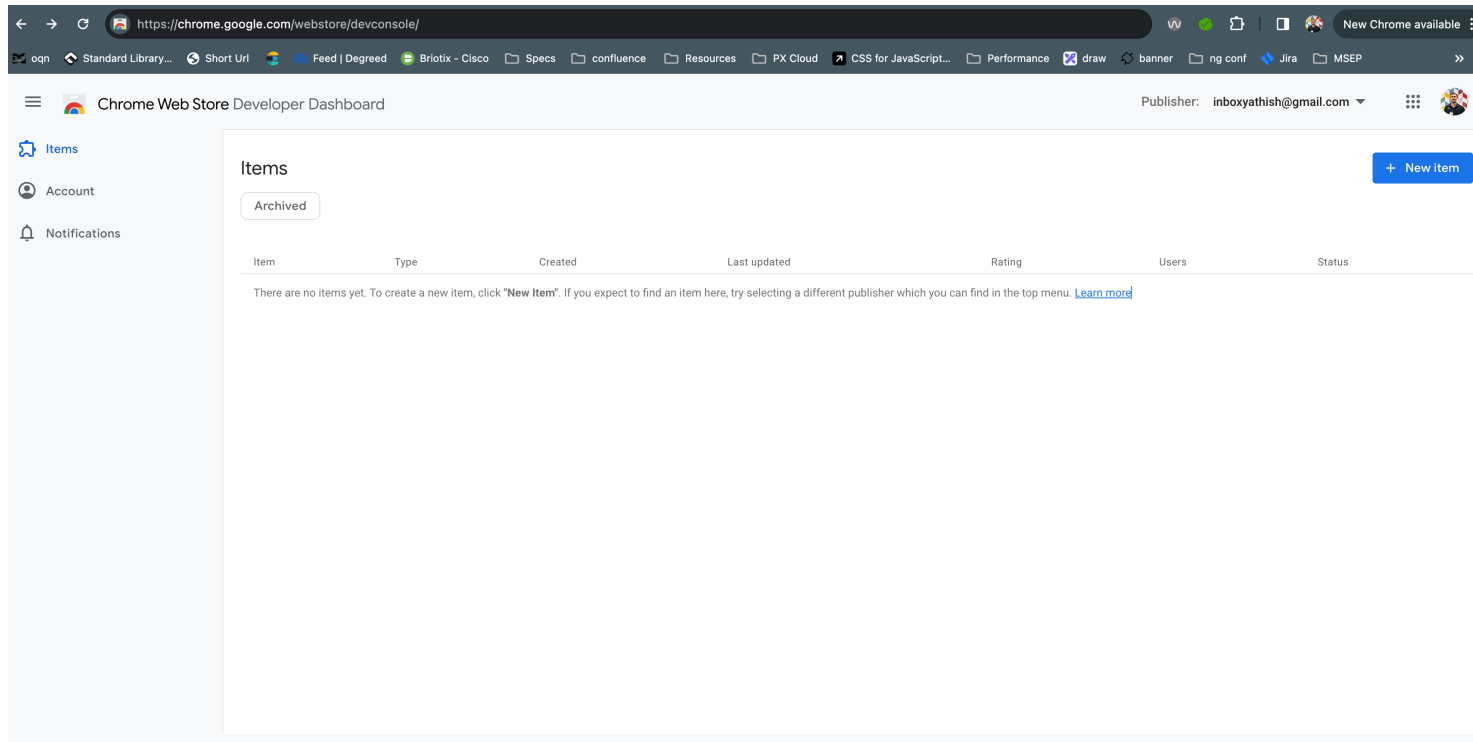 https://chrome.google.com/webstore/devconsole/ New Chrome available
oqn Standard Library... Short Url Feed | Degreed Briotix - Cisco Specs confluence Resources PX Cloud CSS for JavaScript... Performance draw banner ng conf Jira MSEP »
Chrome Web Store Developer Dashboard Publisher: inboxyathish@gmail.com
Items
Account
Notifications
Items + New item
Archived
Item Type Created Last updated Rating Users Status
There are no items yet. To create a new item, click "New Item". If you expect to find an item here, try selecting a different publisher which you can find in the top menu. Learn more